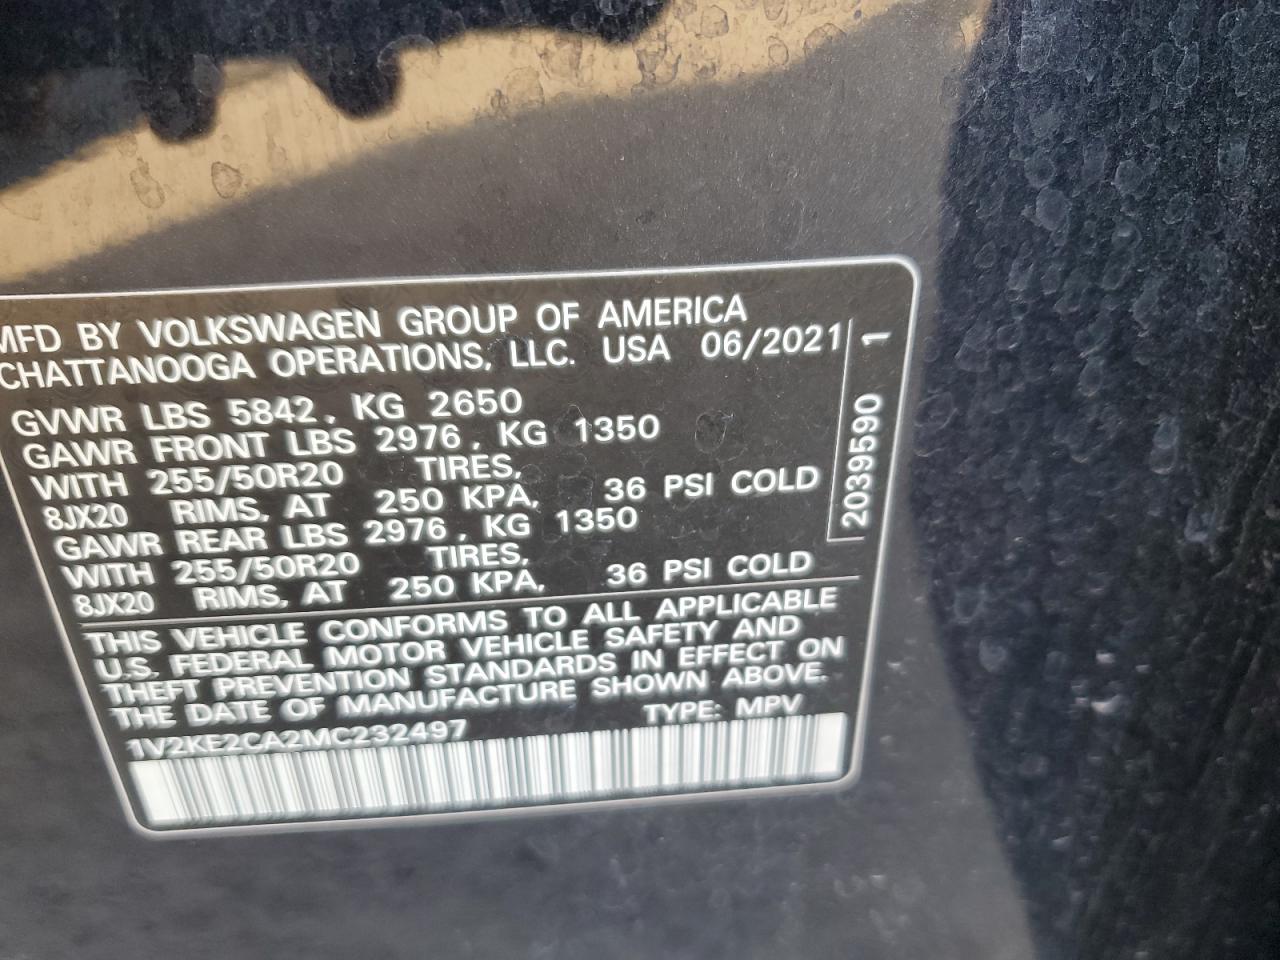 MFD BY VOLKSWAGEN GROUP OF AMERICA
CHATTANOOGA OPERATIONS, LLC. USA 06/2021
GVWR LBS 5842, KG 2650
GAWR FRONT LBS 2976, KG 1350
WITH 255/50R20 TIRES,
8JX20 RIMS, AT 250 KPA, 36 PSI COLD
GAWR REAR LBS 2976, KG 1350
WITH 255/50R20 TIRES,
8JX20 RIMS, AT 250 KPA, 36 PSI COLD
THIS VEHICLE CONFORMS TO ALL APPLICABLE
U.S. FEDERAL MOTOR VEHICLE SAFETY AND
THEFT PREVENTION STANDARDS IN EFFECT ON
THE DATE OF MANUFACTURE SHOWN ABOVE.
1V2KE2CA2MC232497 TYPE: MPV
2039590 1